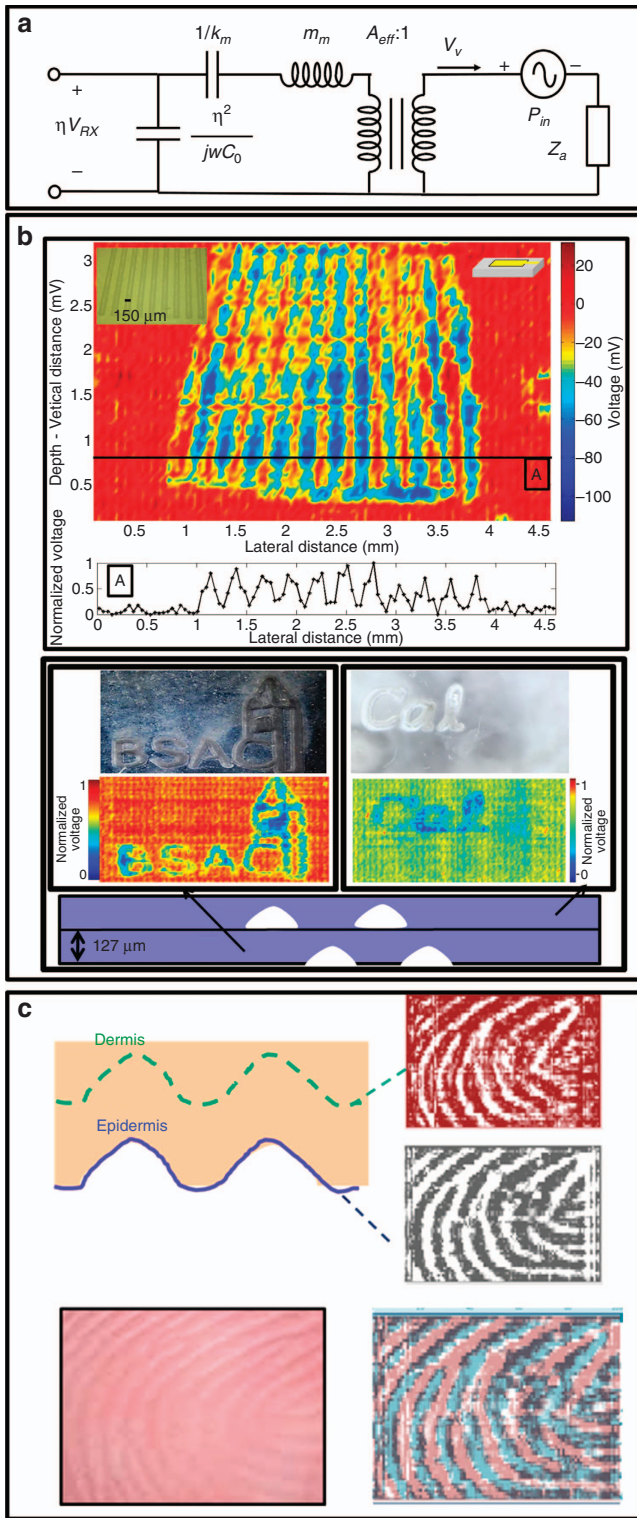 a
1/k_m m_m A_eff:1 V_v
+ + –
ηV_RX η²/jwC_0 P_in
– Z_a
b
3
2.5
2
1.5
1
0.5
Depth - Vetical distance (mV)
150 μm
A
20
0
–20
–40
–60
–80
–100
Voltage (mV)
0.5 1 1.5 2 2.5 3 3.5 4 4.5
Lateral distance (mm)
Normalized voltage
1
0.5
0
A
0 0.5 1 1.5 2 2.5 3 3.5 4 4.5
Lateral distance (mm)
BSAC
Cal
1
0
Normalized voltage
BSAC
Cal
1
0
Normalized voltage
127 μm
c
Dermis
Epidermis